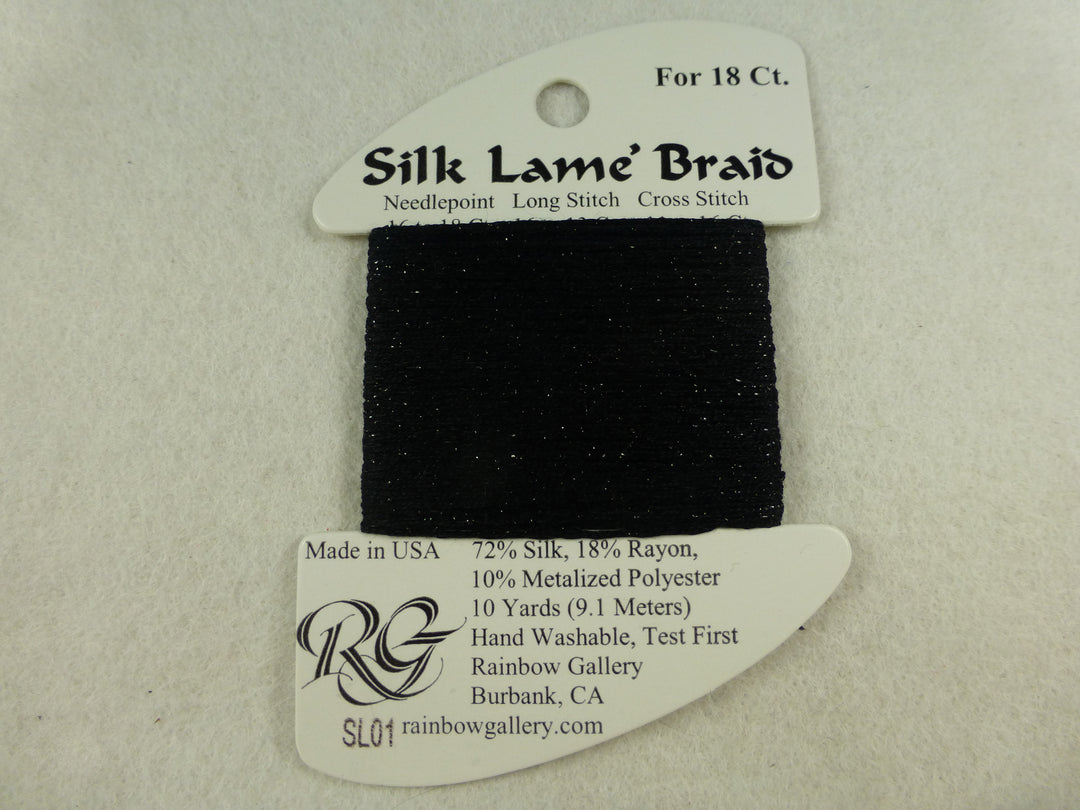 For 18 Ct.
Silk Lame' Braid
Needlepoint Long Stitch Cross Stitch
Made in USA
72% Silk, 18% Rayon,
10% Metalized Polyester
10 Yards (9.1 Meters)
Hand Washable, Test First
Rainbow Gallery
Burbank, CA
RG
SL01 rainbowgallery.com